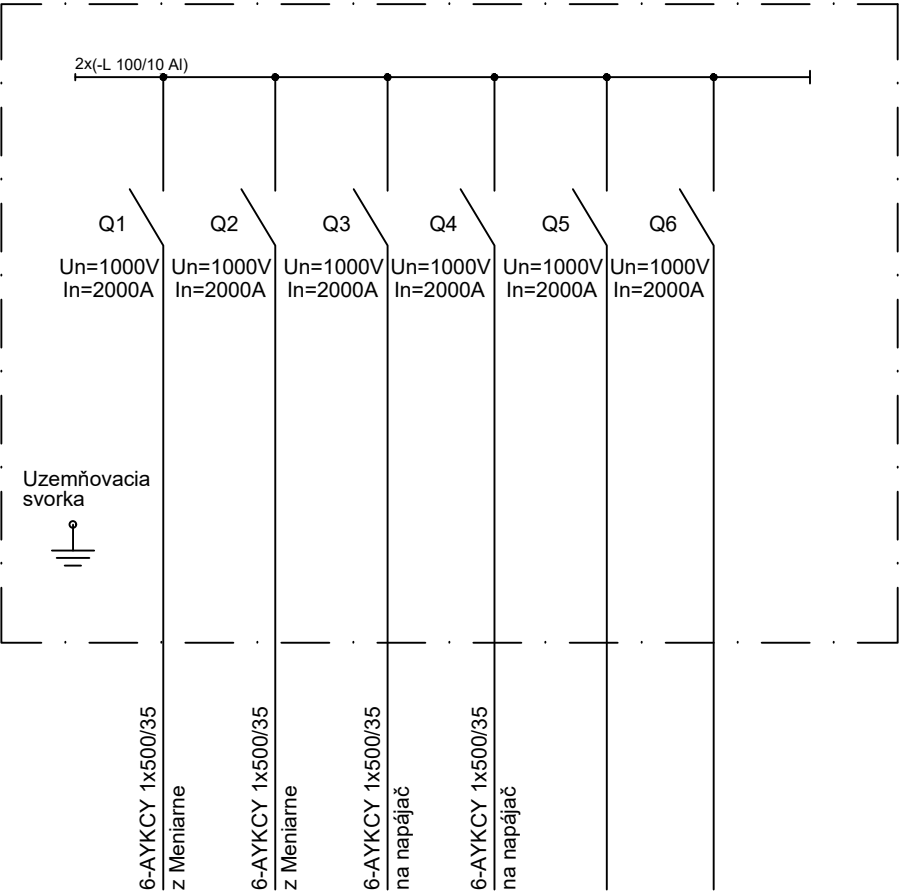 2x(-L 100/10 Al)
Q1
Q2
Q3
Q4
Q5
Q6
Un=1000V
In=2000A
Un=1000V
In=2000A
Un=1000V
In=2000A
Un=1000V
In=2000A
Un=1000V
In=2000A
Un=1000V
In=2000A
Uzemňovacia
svorka
6-AYKCY 1x500/35
z Meniarne
6-AYKCY 1x500/35
z Meniarne
6-AYKCY 1x500/35
na napájač
6-AYKCY 1x500/35
na napájač